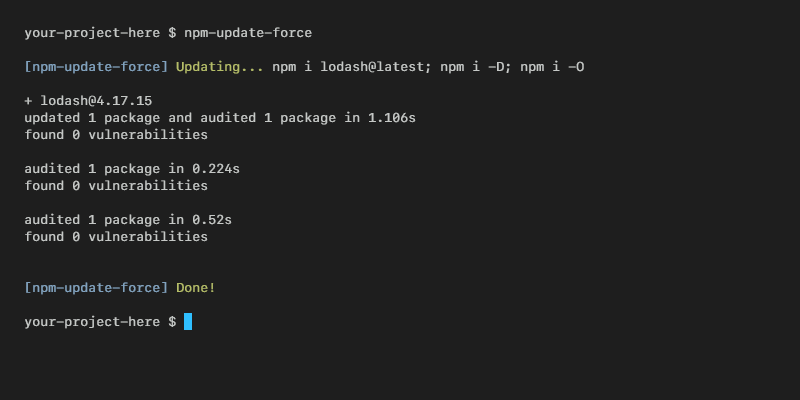 your-project-here $ npm-update-force
[npm-update-force] Updating... npm i lodash@latest; npm i -D; npm i -O
+ lodash@4.17.15
updated 1 package and audited 1 package in 1.106s
found 0 vulnerabilities
audited 1 package in 0.224s
found 0 vulnerabilities
audited 1 package in 0.52s
found 0 vulnerabilities
[npm-update-force] Done!
your-project-here $